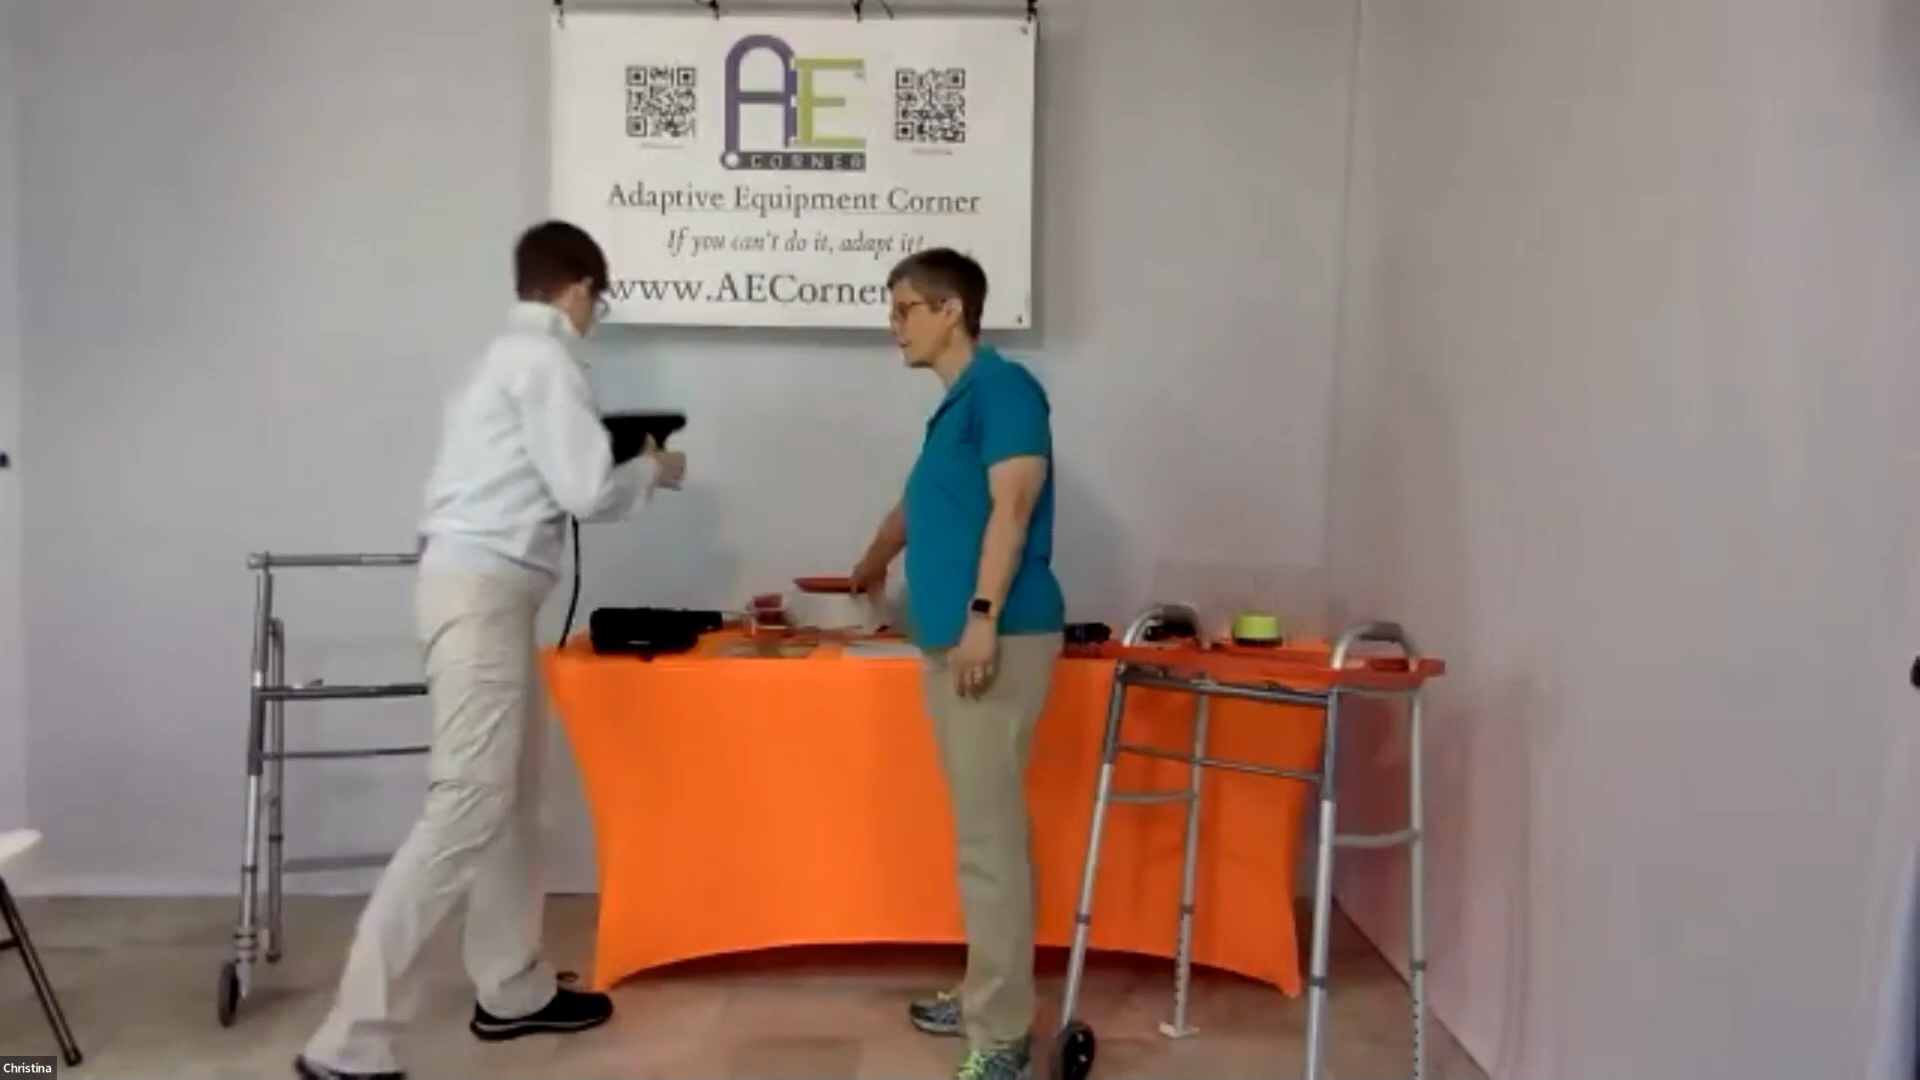 AE
CORNER
Adaptive Equipment Corner
If you can't do it, adapt it!
www.AECorner
Christina